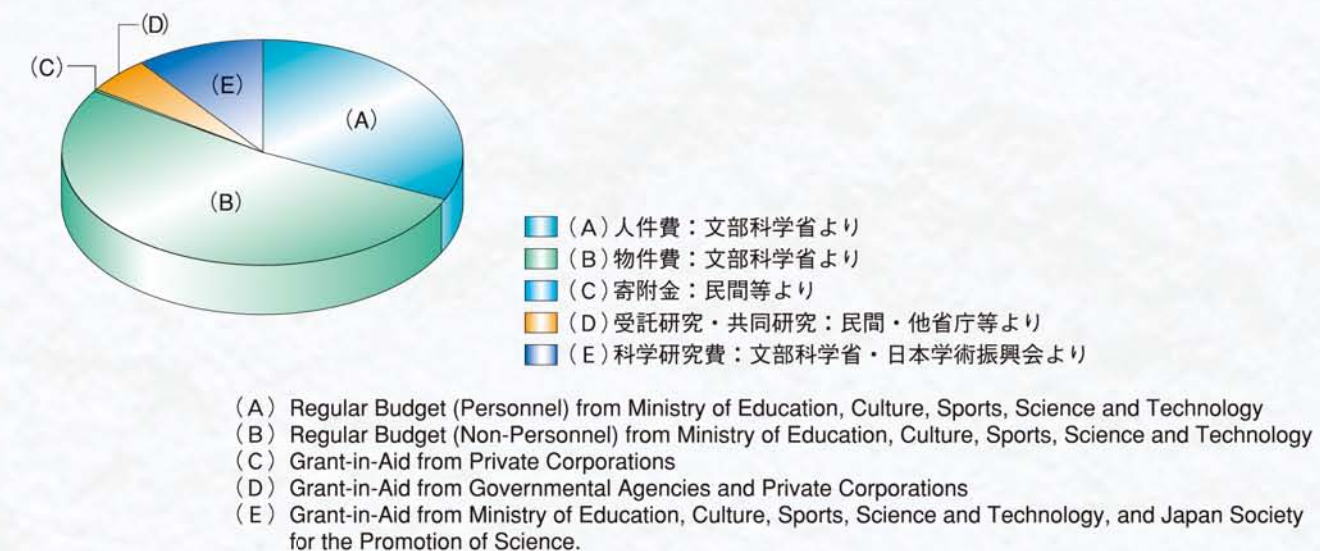 (D)
(C)
(E)
(A)
(B)
(A)人件費：文部科学省より
(B)物件費：文部科学省より
(C)寄附金：民間等より
(D)受託研究・共同研究：民間・他省庁等より
(E)科学研究費：文部科学省・日本学術振興会より
(A) Regular Budget (Personnel) from Ministry of Education, Culture, Sports, Science and Technology
(B) Regular Budget (Non-Personnel) from Ministry of Education, Culture, Sports, Science and Technology
(C) Grant-in-Aid from Private Corporations
(D) Grant-in-Aid from Governmental Agencies and Private Corporations
(E) Grant-in-Aid from Ministry of Education, Culture, Sports, Science and Technology, and Japan Society
for the Promotion of Science.